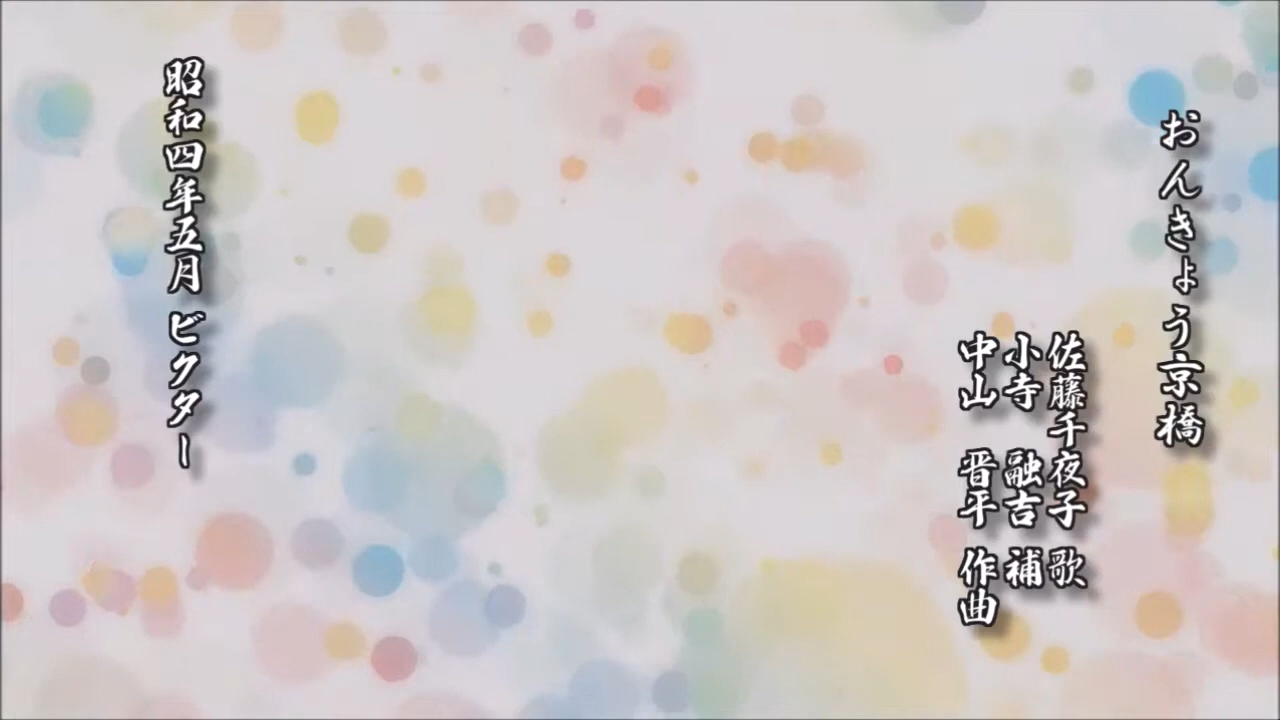 おんきょう京橋
佐藤千夜子 歌
小寺 融吉 補
中山 晋平 作曲
昭和四年五月 ビクター